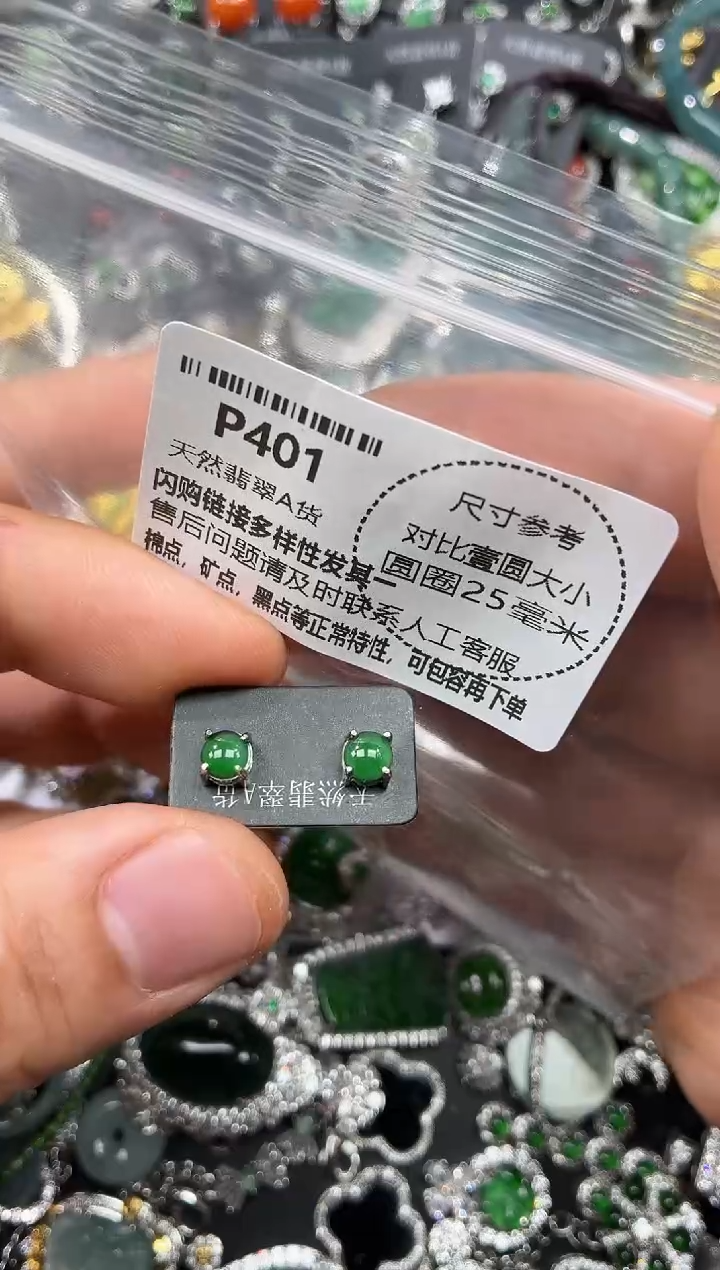 P401
天然翡翠A货
闪购链接多样性发其一
售后问题请及时联系人工客服
棉点，矿点，黑点等正常特性，可包容再下单
尺寸参考
对比壹圆大小
圆圈25毫米
天然翡翠A货